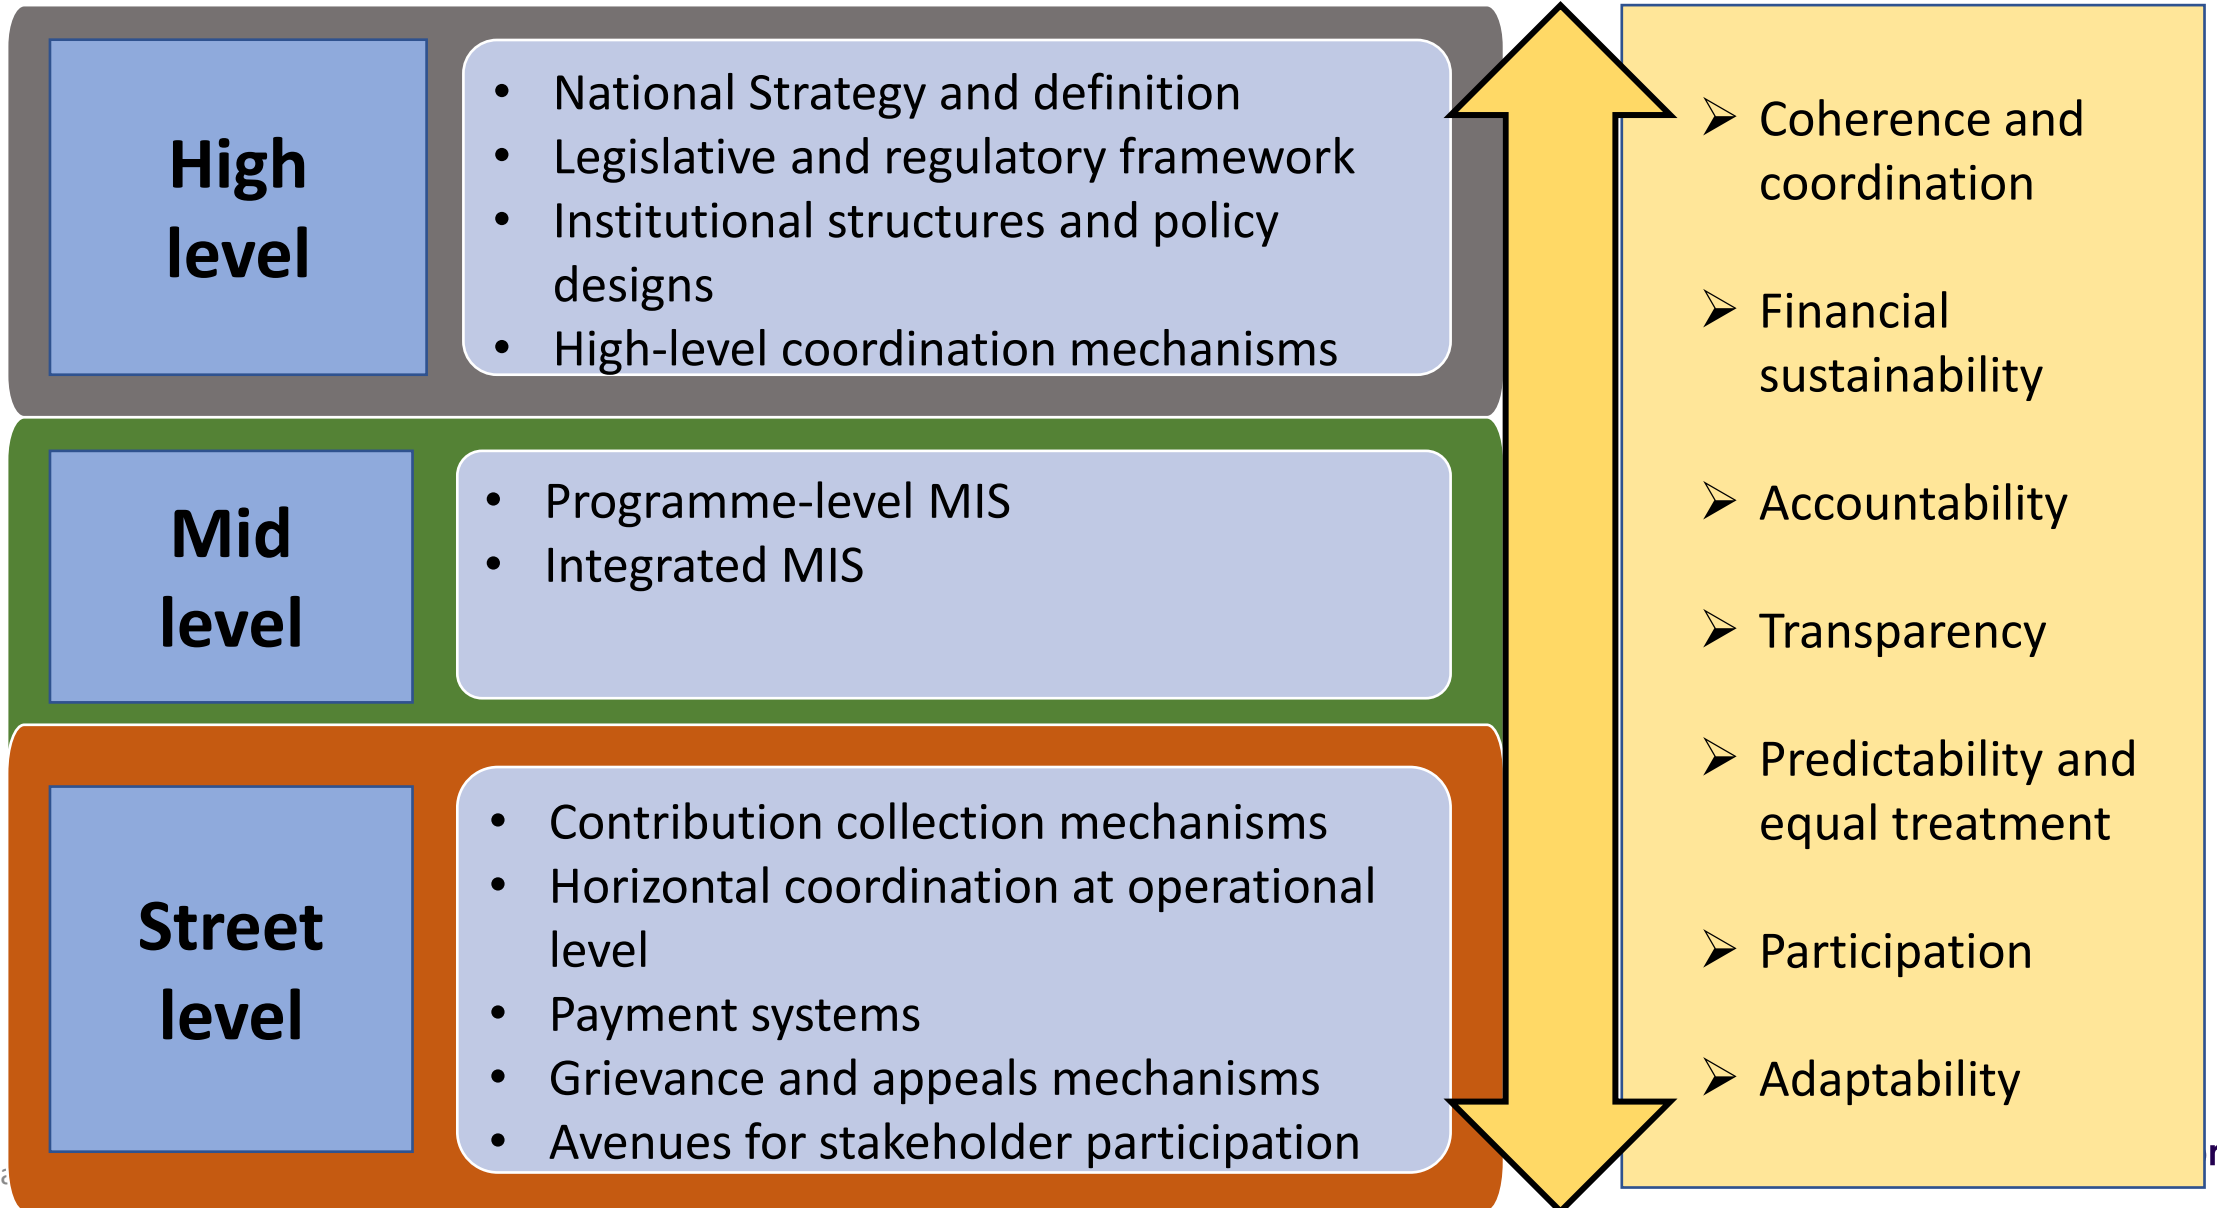 High
level
• National Strategy and definition
• Legislative and regulatory framework
• Institutional structures and policy
designs
• High-level coordination mechanisms
Mid
level
• Programme-level MIS
• Integrated MIS
Street
level
• Contribution collection mechanisms
• Horizontal coordination at operational
level
• Payment systems
• Grievance and appeals mechanisms
• Avenues for stakeholder participation
➢ Coherence and
coordination
➢ Financial
sustainability
➢ Accountability
➢ Transparency
➢ Predictability and
equal treatment
➢ Participation
➢ Adaptability